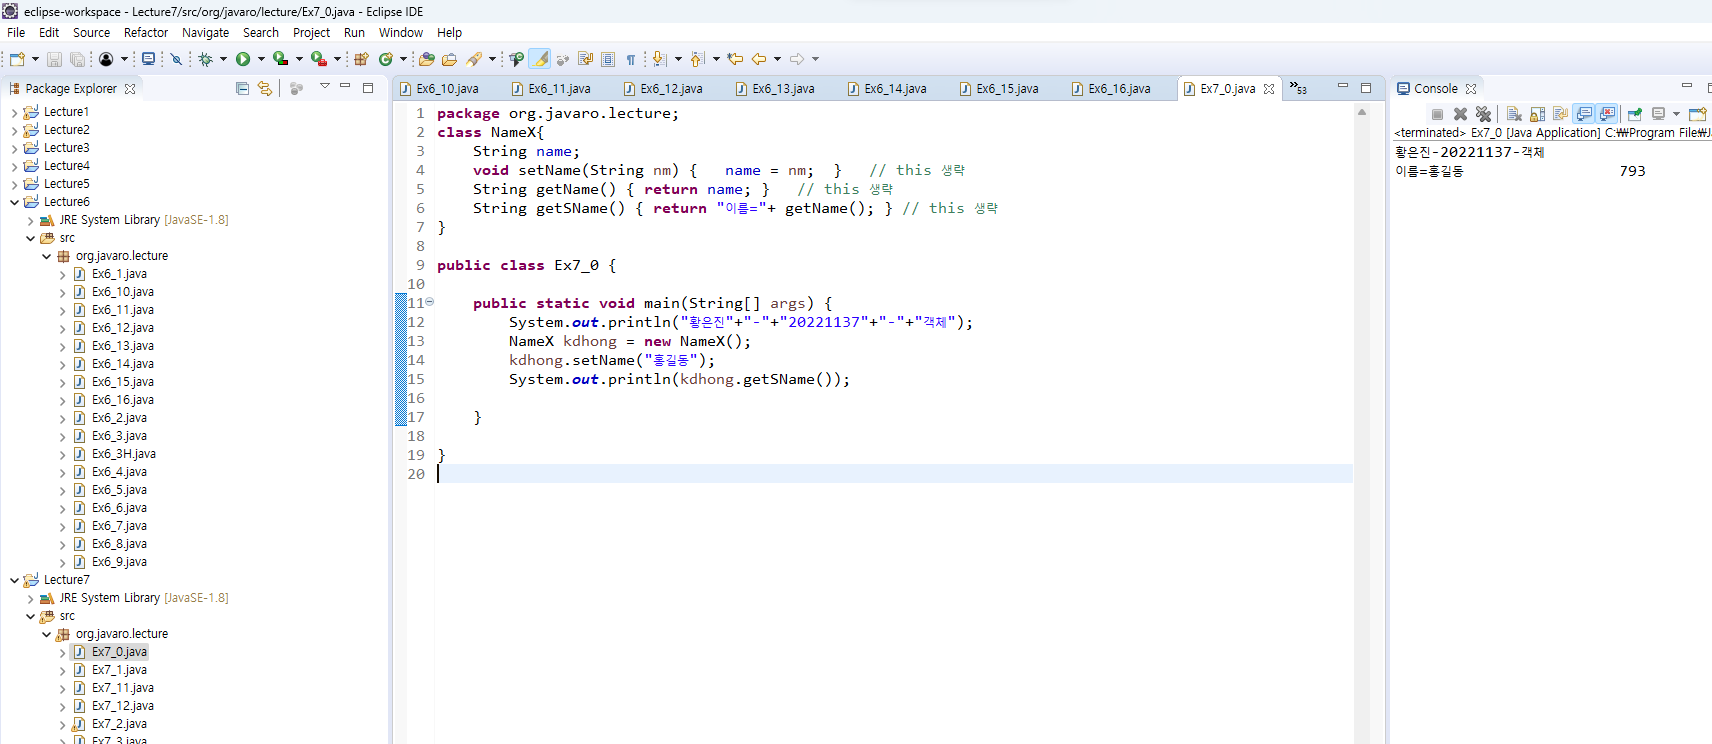 eclipse-workspace - Lecture7/src/org/javaro/lecture/Ex7_0.java - Eclipse IDE
File Edit Source Refactor Navigate Search Project Run Window Help
Package Explorer
Lecture1
Lecture2
Lecture3
Lecture4
Lecture5
Lecture6
JRE System Library [JavaSE-1.8]
src
org.javaro.lecture
Ex6_1.java
Ex6_10.java
Ex6_11.java
Ex6_12.java
Ex6_13.java
Ex6_14.java
Ex6_15.java
Ex6_16.java
Ex6_2.java
Ex6_3.java
Ex6_3H.java
Ex6_4.java
Ex6_5.java
Ex6_6.java
Ex6_7.java
Ex6_8.java
Ex6_9.java
Lecture7
JRE System Library [JavaSE-1.8]
src
org.javaro.lecture
Ex7_0.java
Ex7_1.java
Ex7_11.java
Ex7_12.java
Ex7_2.java
Ex7_3.java
Ex6_10.java Ex6_11.java Ex6_12.java Ex6_13.java Ex6_14.java Ex6_15.java Ex6_16.java Ex7_0.java »53
1 package org.javaro.lecture;
2 class NameX{
3     String name;
4     void setName(String nm) {   name = nm;  }   // this 생략
5     String getName() { return name; }   // this 생략
6     String getSName() { return "이름="+ getName(); } // this 생략
7 }
8
9 public class Ex7_0 {
10
11     public static void main(String[] args) {
12         System.out.println("황은진"+"-"+"20221137"+"-"+"객체");
13         NameX kdhong = new NameX();
14         kdhong.setName("홍길동");
15         System.out.println(kdhong.getSName());
16
17     }
18
19 }
20
Console
<terminated> Ex7_0 [Java Application] C:₩Program File₩J
황은진-20221137-객체
이름=홍길동 793